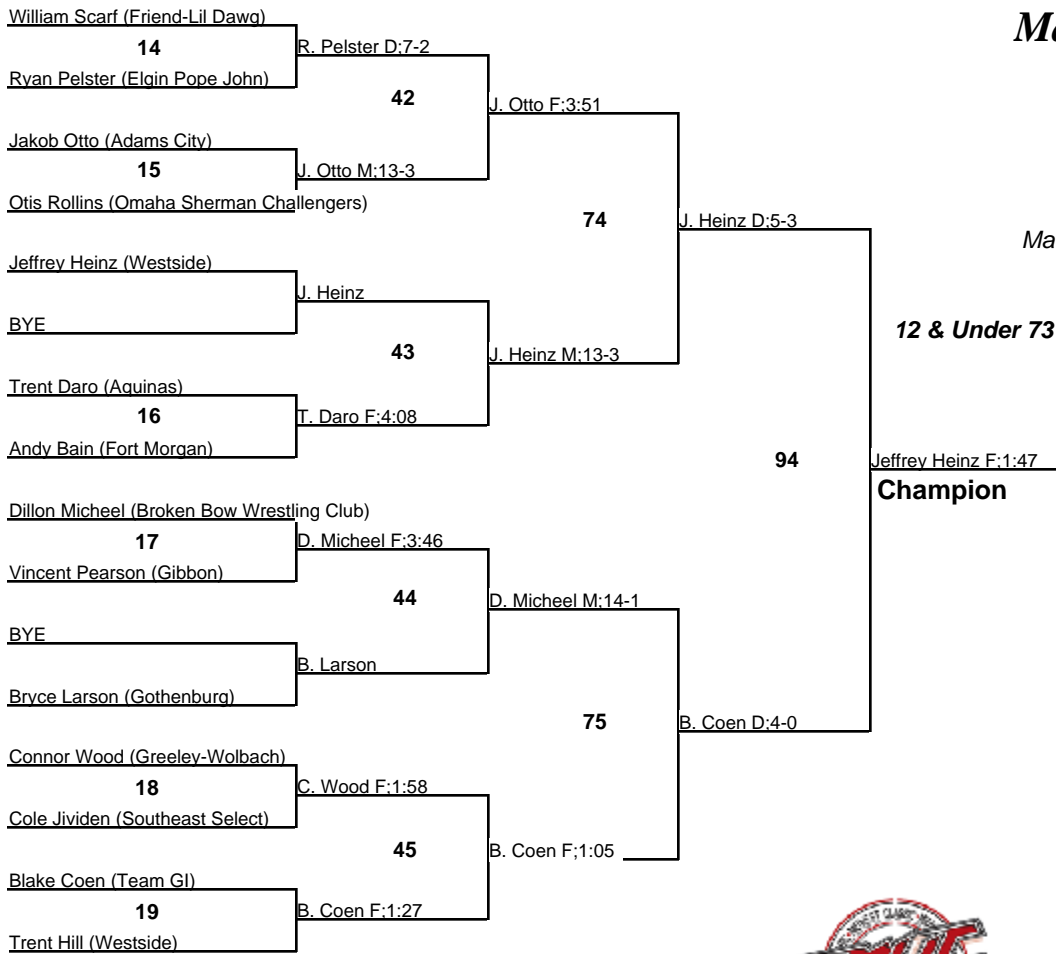 William Scarf (Friend-Lil Dawg)
14
Ryan Pelster (Elgin Pope John)
R. Pelster D;7-2
42
Jakob Otto (Adams City)
15
Otis Rollins (Omaha Sherman Challengers)
J. Otto M;13-3
J. Otto F;3:51
74
Jeffrey Heinz (Westside)
BYE
J. Heinz
43
Trent Daro (Aquinas)
16
Andy Bain (Fort Morgan)
T. Daro F;4:08
J. Heinz M;13-3
J. Heinz D;5-3
94
Dillon Micheel (Broken Bow Wrestling Club)
17
Vincent Pearson (Gibbon)
D. Micheel F;3:46
44
BYE
Bryce Larson (Gothenburg)
B. Larson
D. Micheel M;14-1
75
Connor Wood (Greeley-Wolbach)
18
Cole Jividen (Southeast Select)
C. Wood F;1:58
45
Blake Coen (Team GI)
19
Trent Hill (Westside)
B. Coen F;1:27
B. Coen F;1:05
B. Coen D;4-0
Jeffrey Heinz F;1:47
Champion
Ma
12 & Under 73